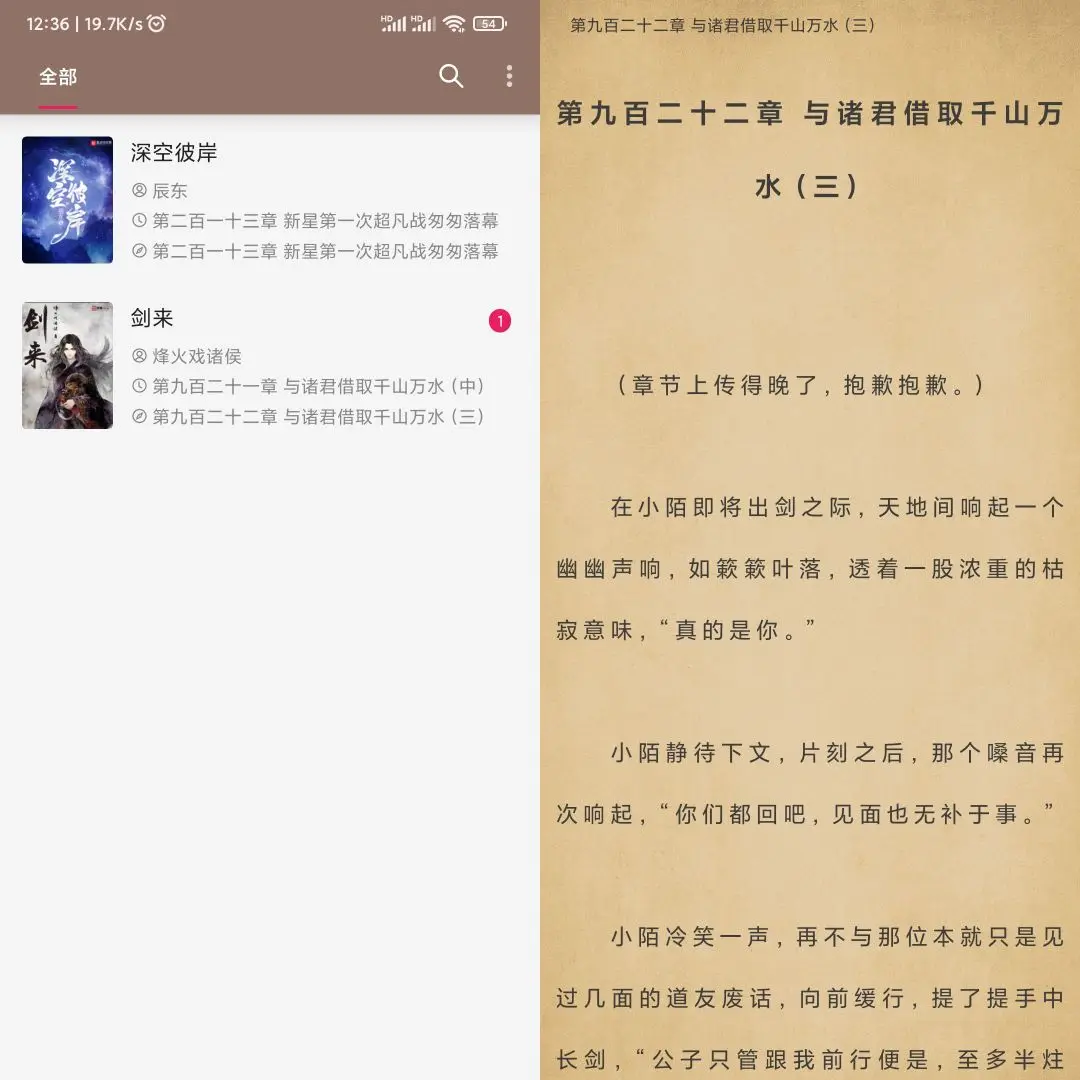 12:36 | 19.7K/s
HD HD 54
全部
深空彼岸
深空彼岸
辰东
第二百一十三章 新星第一次超凡战匆匆落幕
第二百一十三章 新星第一次超凡战匆匆落幕
剑来
剑来
1
烽火戏诸侯
第九百二十一章 与诸君借取千山万水（中）
第九百二十二章 与诸君借取千山万水（三）
第九百二十二章 与诸君借取千山万水（三）
第九百二十二章 与诸君借取千山万
水（三）
（章节上传得晚了，抱歉抱歉。）
在小陌即将出剑之际，天地间响起一个
幽幽声响，如簌簌叶落，透着一股浓重的枯
寂意味，“真的是你。”
小陌静待下文，片刻之后，那个嗓音再
次响起，“你们都回吧，见面也无补于事。”
小陌冷笑一声，再不与那位本就只是见
过几面的道友废话，向前缓行，提了提手中
长剑，“公子只管跟我前行便是，至多半炷